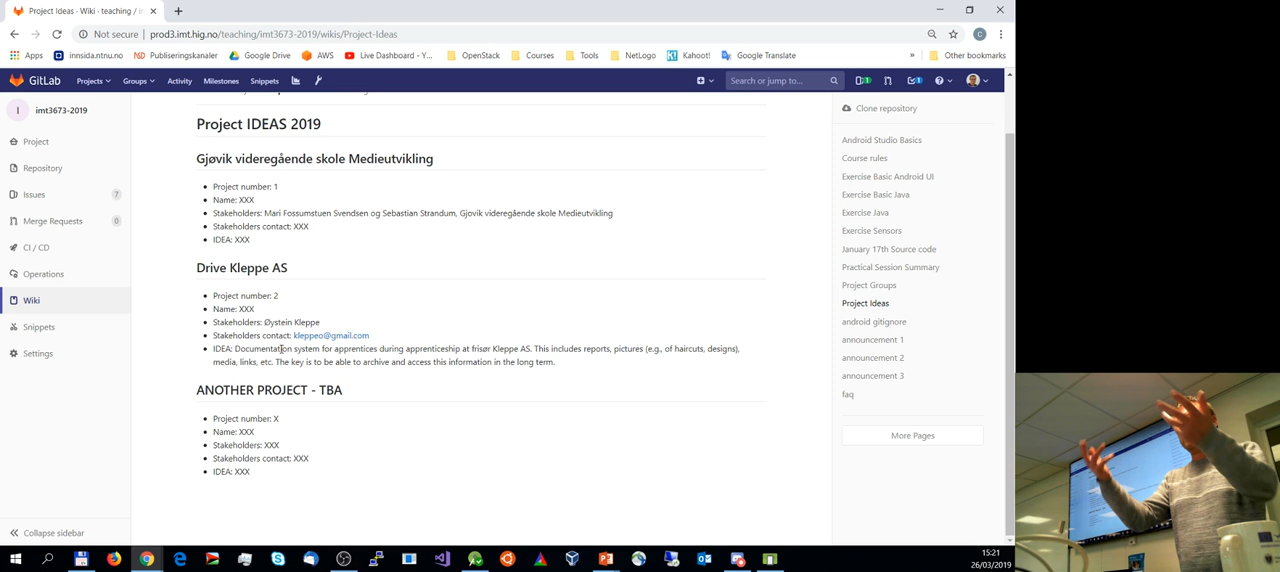 Project Ideas · Wiki · teaching / im
Not secure | prod3.imt.hig.no/teaching/imt3673-2019/wikis/Project-Ideas
Apps innsida.ntnu.no Publiseringskanaler Google Drive AWS Live Dashboard - Y... OpenStack Courses Tools NetLogo Kahoot! Google Translate » Other bookmarks
GitLab Projects Groups Activity Milestones Snippets Search or jump to... 1 1
I imt3673-2019
Project
Repository
Issues 7
Merge Requests 0
CI / CD
Operations
Wiki
Snippets
Settings
Collapse sidebar
Project IDEAS 2019
Gjøvik videregående skole Medieutvikling
Project number: 1
Name: XXX
Stakeholders: Mari Fossumstuen Svendsen og Sebastian Strandum, Gjovik videregående skole Medieutvikling
Stakeholders contact: XXX
IDEA: XXX
Drive Kleppe AS
Project number: 2
Name: XXX
Stakeholders: Øystein Kleppe
Stakeholders contact: kleppeo@gmail.com
IDEA: Documentation system for apprentices during apprenticeship at frisør Kleppe AS. This includes reports, pictures (e.g., of haircuts, designs),
media, links, etc. The key is to be able to archive and access this information in the long term.
ANOTHER PROJECT - TBA
Project number: X
Name: XXX
Stakeholders: XXX
Stakeholders contact: XXX
IDEA: XXX
Clone repository
Android Studio Basics
Course rules
Exercise Basic Android UI
Exercise Basic Java
Exercise Java
Exercise Sensors
January 17th Source code
Practical Session Summary
Project Groups
Project Ideas
android gitignore
announcement 1
announcement 2
announcement 3
faq
More Pages
15:21
26/03/2019